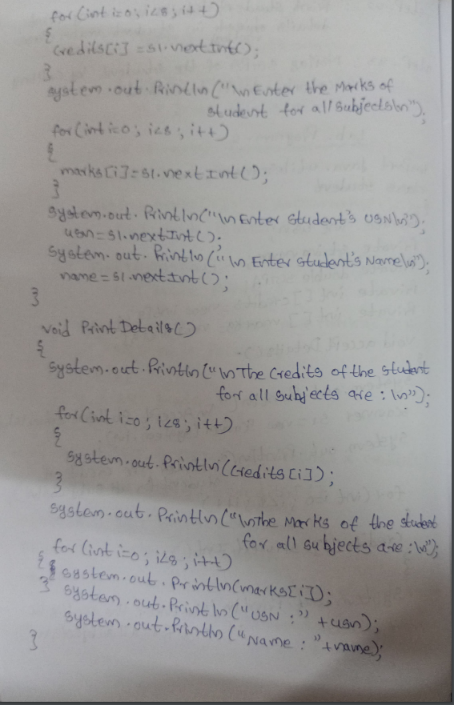 for(int i=0; i<8; i++)
{
credits[i] = s1.nextInt();
}
system.out.Println("\nEnter the Marks of
student for all subjects\n");
for(int i=0; i<8; i++)
{
marks[i]=s1.nextInt();
}
system.out.Println("\nEnter student's USN\n");
usn=s1.nextInt();
system.out.Println("\n Enter student's Name\n");
name=s1.nextInt();
}
void PrintDetails()
{
system.out.Println("\nThe Credits of the student
for all subjects are : \n");
for(int i=0; i<8; i++)
{
system.out.Println(credits[i]);
}
system.out.Println("\nThe Marks of the student
for all subjects are :\n");
for(int i=0; i<8; i++)
{ system.out.Println(marks[i]);
} system.out.Println("USN :" +usn);
system.out.Println("Name : "+name);
}